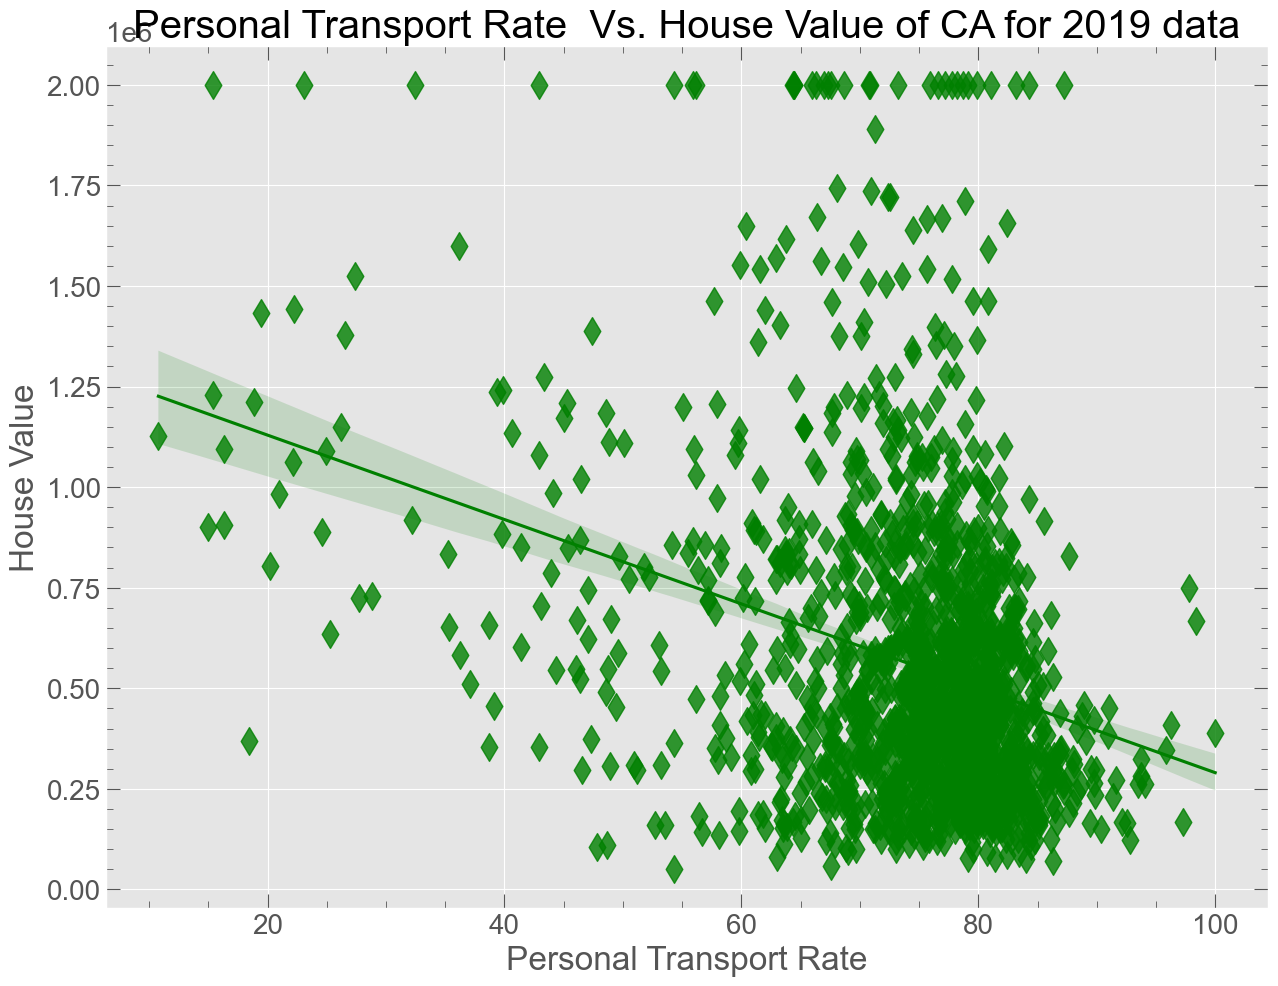 Personal Transport Rate  Vs. House Value of CA for 2019 data
1e6
2.00
1.75
1.50
1.25
1.00
0.75
0.50
0.25
0.00
House Value
20 40 60 80 100
Personal Transport Rate